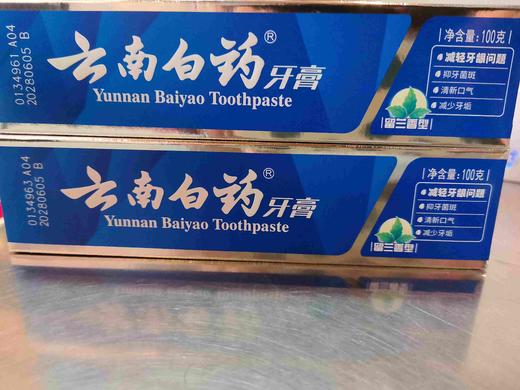 0134961 A04
20280605 B
云南白药®牙膏
Yunnan Baiyao Toothpaste
净含量:100克
减轻牙龈问题
抑牙菌斑
清新口气
减少牙垢
留兰香型
0134963 A04
20280605 B
云南白药®牙膏
Yunnan Baiyao Toothpaste
净含量:100克
减轻牙龈问题
抑牙菌斑
清新口气
减少牙垢
留兰香型